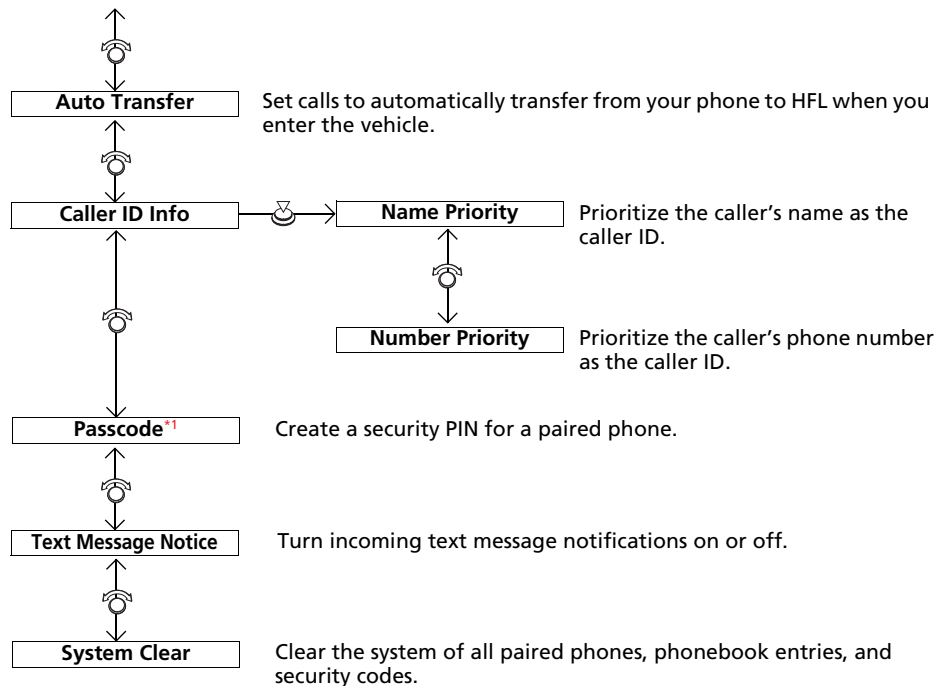 Auto Transfer
Set calls to automatically transfer from your phone to HFL when you
enter the vehicle.
Caller ID Info
Name Priority
Prioritize the caller's name as the
caller ID.
Number Priority
Prioritize the caller's phone number
as the caller ID.
Passcode*1
Create a security PIN for a paired phone.
Text Message Notice
Turn incoming text message notifications on or off.
System Clear
Clear the system of all paired phones, phonebook entries, and
security codes.